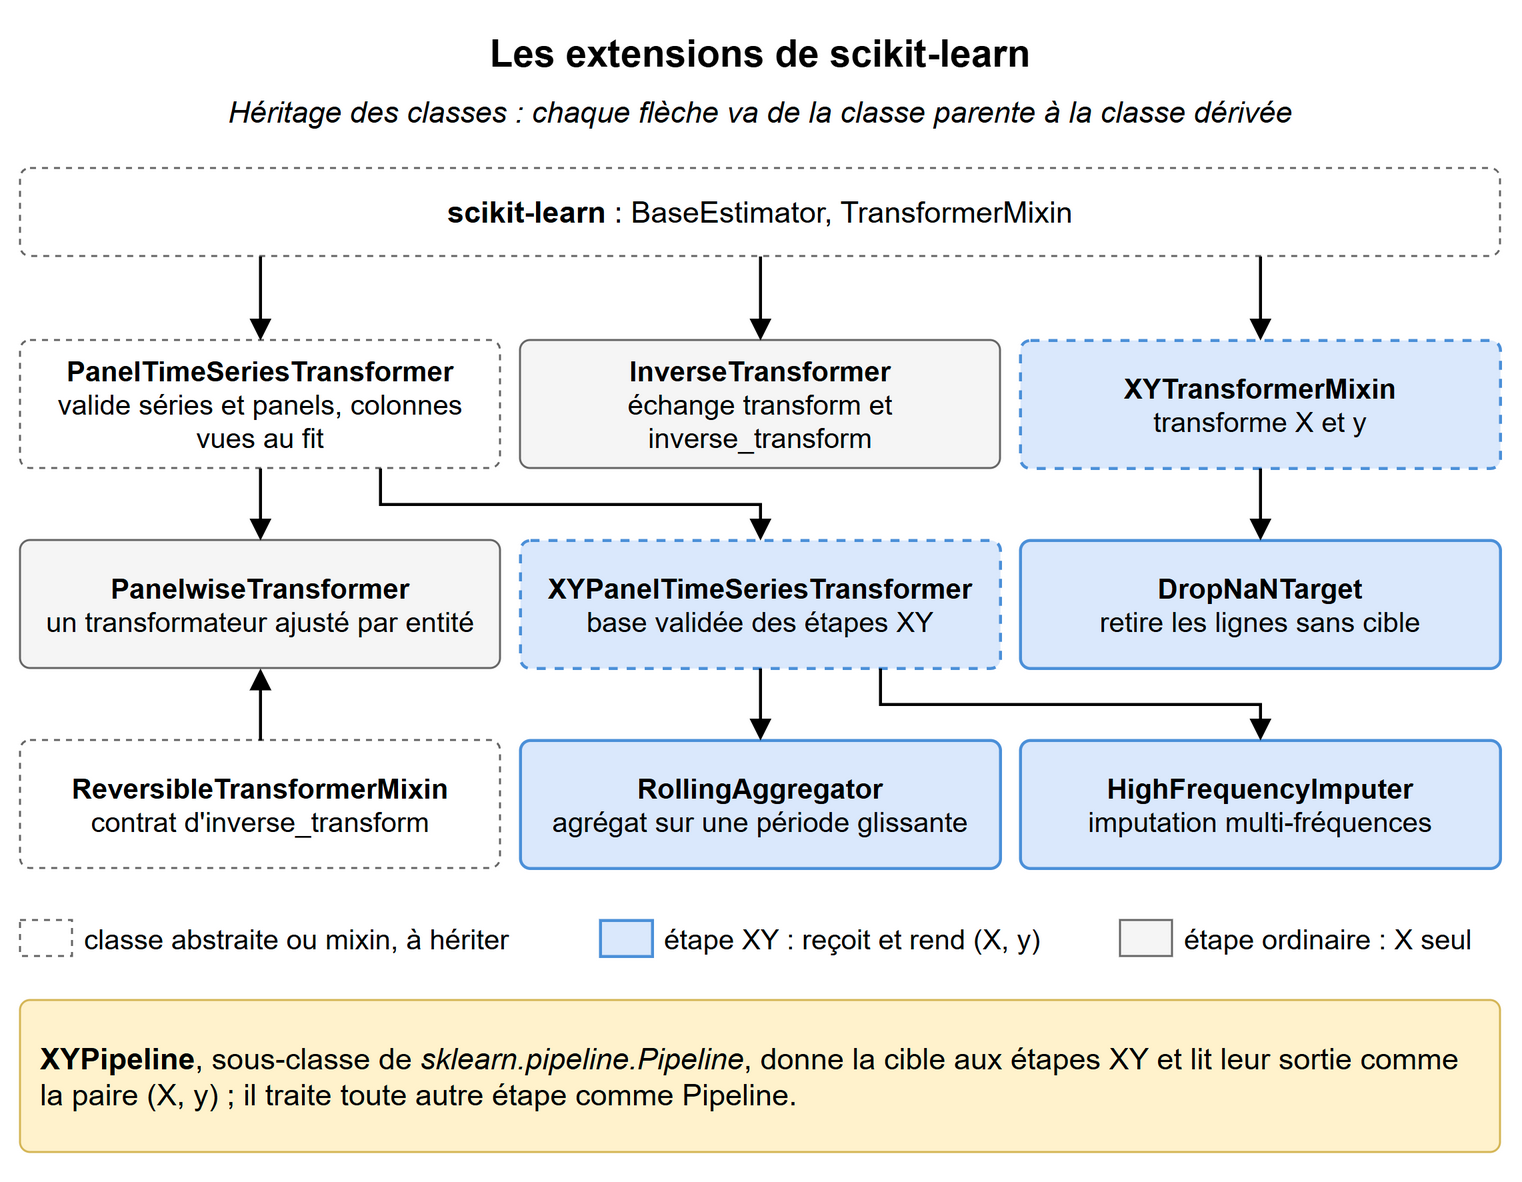 Les extensions de scikit-learn
Héritage des classes : chaque flèche va de la classe parente à la classe dérivée
scikit-learn : BaseEstimator, TransformerMixin
PanelTimeSeriesTransformer
valide séries et panels, colonnes
vues au fit
InverseTransformer
échange transform et
inverse_transform
XYTransformerMixin
transforme X et y
PanelwiseTransformer
un transformateur ajusté par entité
XYPanelTimeSeriesTransformer
base validée des étapes XY
DropNaNTarget
retire les lignes sans cible
ReversibleTransformerMixin
contrat d'inverse_transform
RollingAggregator
agrégat sur une période glissante
HighFrequencyImputer
imputation multi-fréquences
classe abstraite ou mixin, à hériter
étape XY : reçoit et rend (X, y)
étape ordinaire : X seul
XYPipeline, sous-classe de sklearn.pipeline.Pipeline, donne la cible aux étapes XY et lit leur sortie comme
la paire (X, y) ; il traite toute autre étape comme Pipeline.